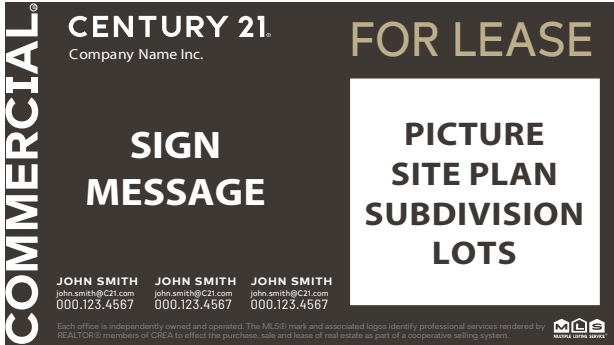 COMMERCIAL®
CENTURY 21®
Company Name Inc.
FOR LEASE
SIGN
MESSAGE
PICTURE
SITE PLAN
SUBDIVISION
LOTS
JOHN SMITH
john.smith@C21.com
000.123.4567
JOHN SMITH
john.smith@C21.com
000.123.4567
JOHN SMITH
john.smith@C21.com
000.123.4567
Each office is independently owned and operated. The MLS® mark and associated logos identify professional services rendered by
REALTOR® members of CREA to effect the purchase, sale and lease of real estate as part of a cooperative selling system.
MLS
MULTIPLE LISTING SERVICE®